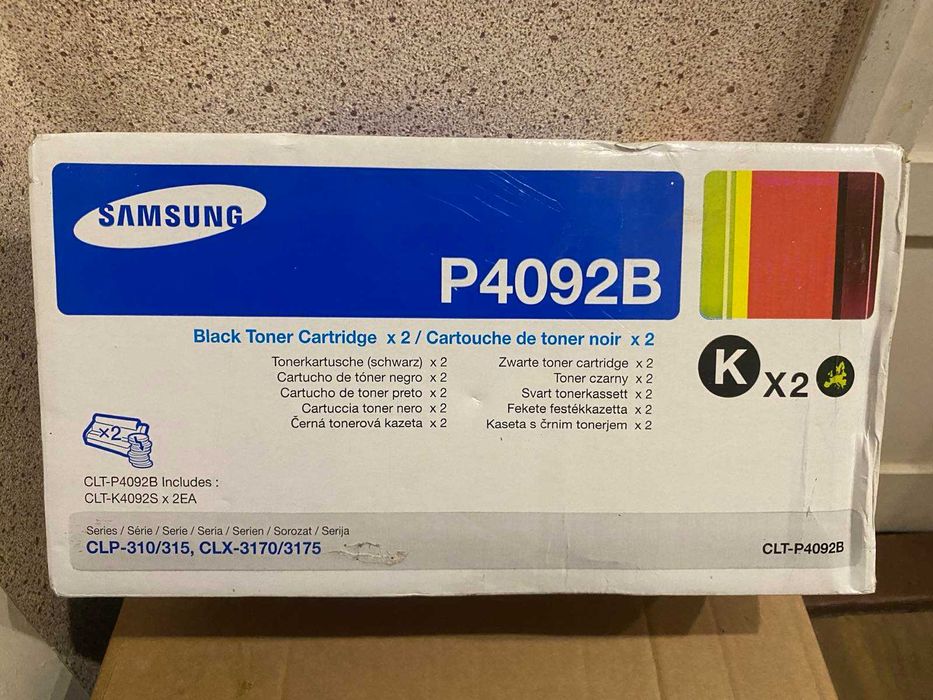 SAMSUNG
P4092B
Black Toner Cartridge x 2 / Cartouche de toner noir x 2
Tonerkartusche (schwarz) x 2
Cartucho de tóner negro x 2
Cartucho de toner preto x 2
Cartuccia toner nero x 2
Černá tonerová kazeta x 2
Zwarte toner cartridge x 2
Toner czarny x 2
Svart tonerkassett x 2
Fekete festékkazetta x 2
Kaseta s črnim tonerjem x 2
K X2
x2
CLT-P4092B Includes :
CLT-K4092S x 2EA
Series / Série / Serie / Seria / Serien / Sorozat / Serija
CLP-310/315, CLX-3170/3175
CLT-P4092B